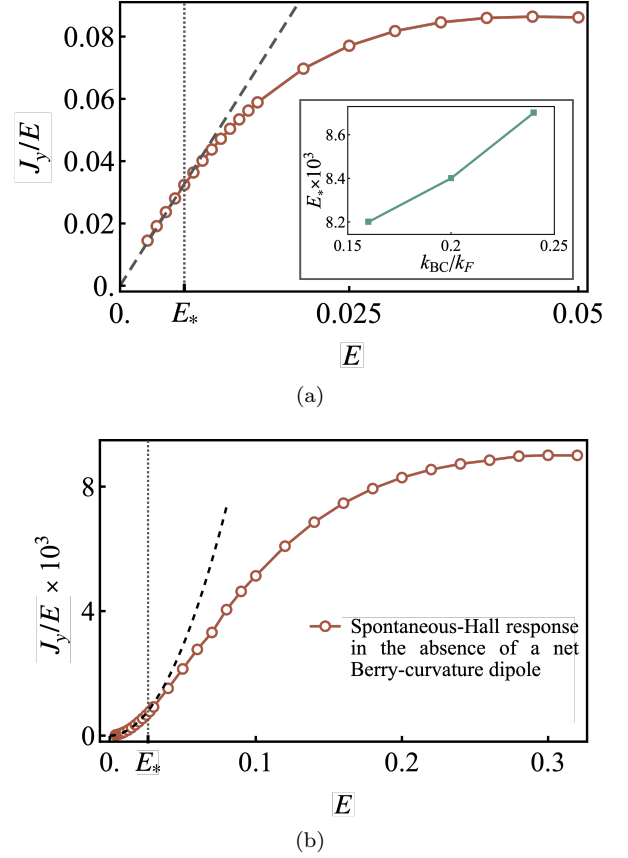 0.08
0.06
0.04
0.02
0.
J_y/E
8.6
8.4
8.2
E_*×10^3
0.15
0.2
0.25
k_BC/k_F
0.
E_*
0.025
0.05
E
(a)
8
4
0
J_y/E × 10^3
Spontaneous-Hall response
in the absence of a net
Berry-curvature dipole
0.
E_*
0.1
0.2
0.3
E
(b)